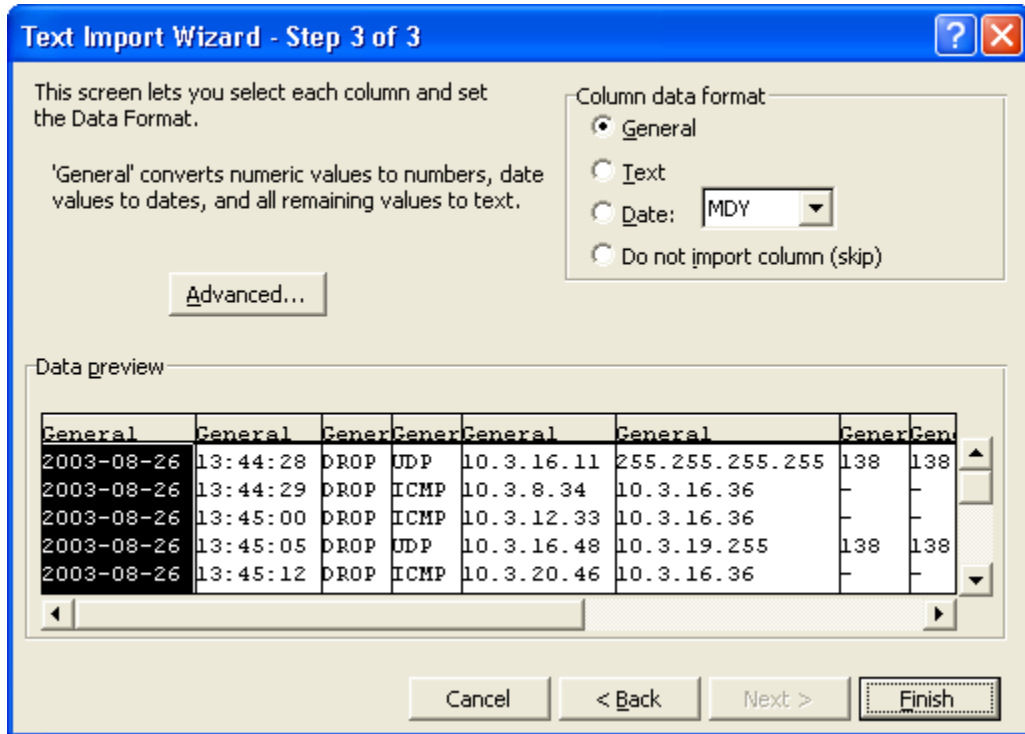 Text Import Wizard - Step 3 of 3
This screen lets you select each column and set
the Data Format.
'General' converts numeric values to numbers, date
values to dates, and all remaining values to text.
Advanced...
Column data format
General
Text
Date: MDY
Do not import column (skip)
Data preview
General General Gener Gener General General Gener Gen
2003-08-26 13:44:28 DROP UDP 10.3.16.11 255.255.255.255 138 138
2003-08-26 13:44:29 DROP ICMP 10.3.8.34 10.3.16.36 - -
2003-08-26 13:45:00 DROP ICMP 10.3.12.33 10.3.16.36 - -
2003-08-26 13:45:05 DROP UDP 10.3.16.48 10.3.19.255 138 138
2003-08-26 13:45:12 DROP ICMP 10.3.20.46 10.3.16.36 - -
Cancel < Back Next > Finish